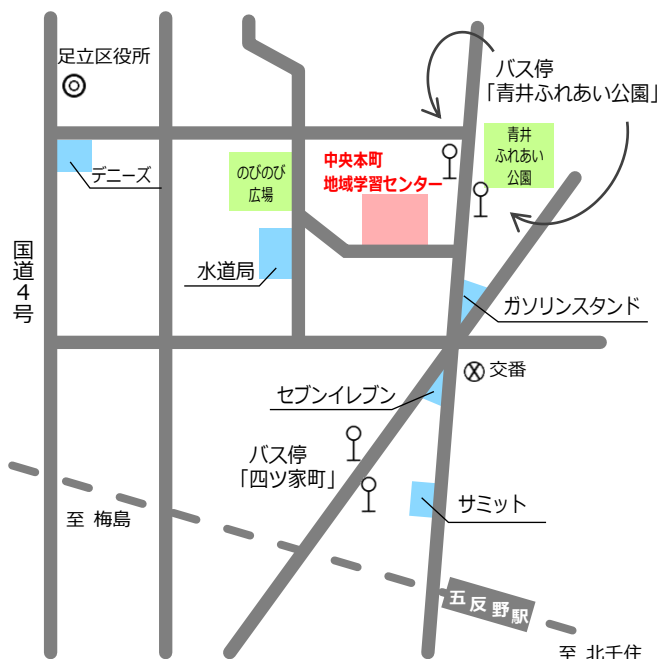 足立区役所
バス停
「青井ふれあい公園」
デニーズ
のびのび
広場
中央本町
地域学習センター
青井
ふれあい
公園
国道4号
水道局
ガソリンスタンド
交番
セブンイレブン
バス停
「四ツ家町」
サミット
至 梅島
五反野駅
至 北千住